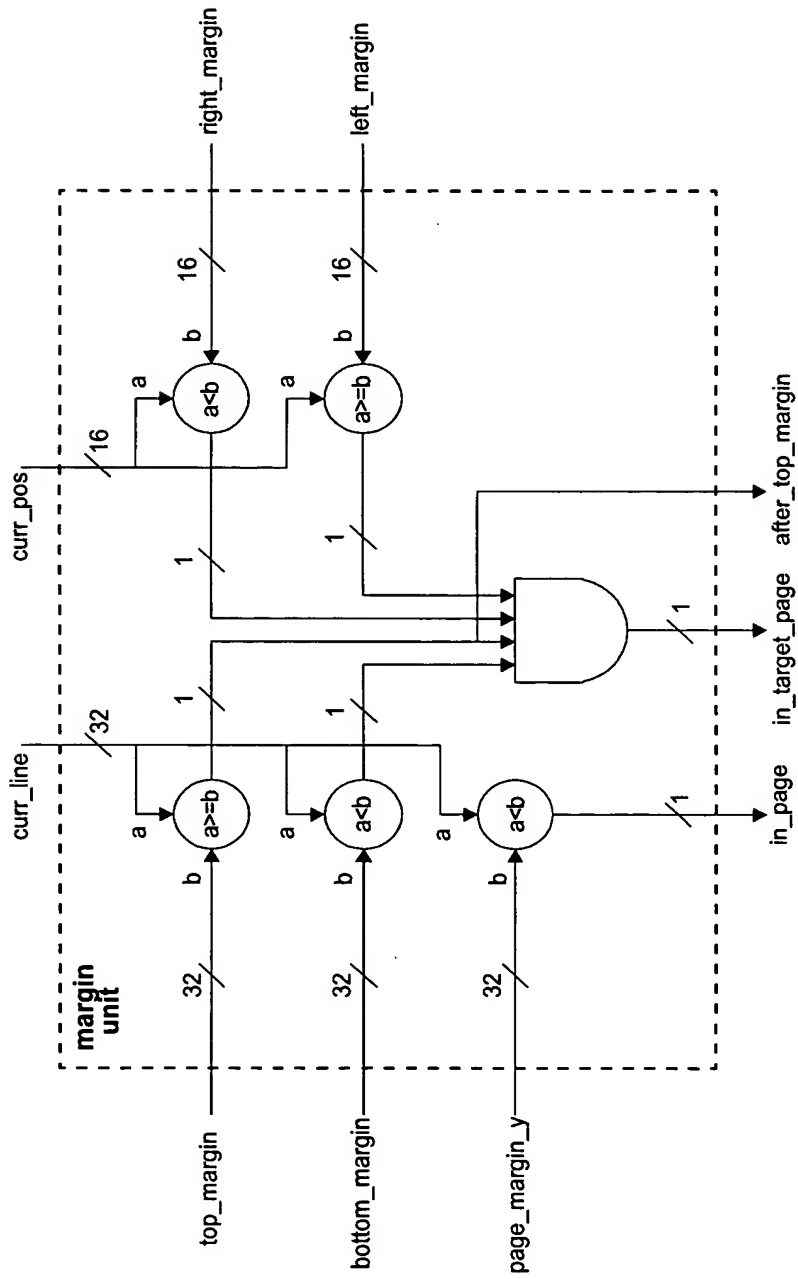 curr_line
curr_pos
32
16
margin
unit
top_margin
32
b
a
a>=b
1
a
a<b
b
16
right_margin
bottom_margin
32
b
a
a<b
1
1
a
a>=b
b
16
left_margin
page_margin_y
32
b
a
a<b
1
1
in_page
in_target_page
after_top_margin